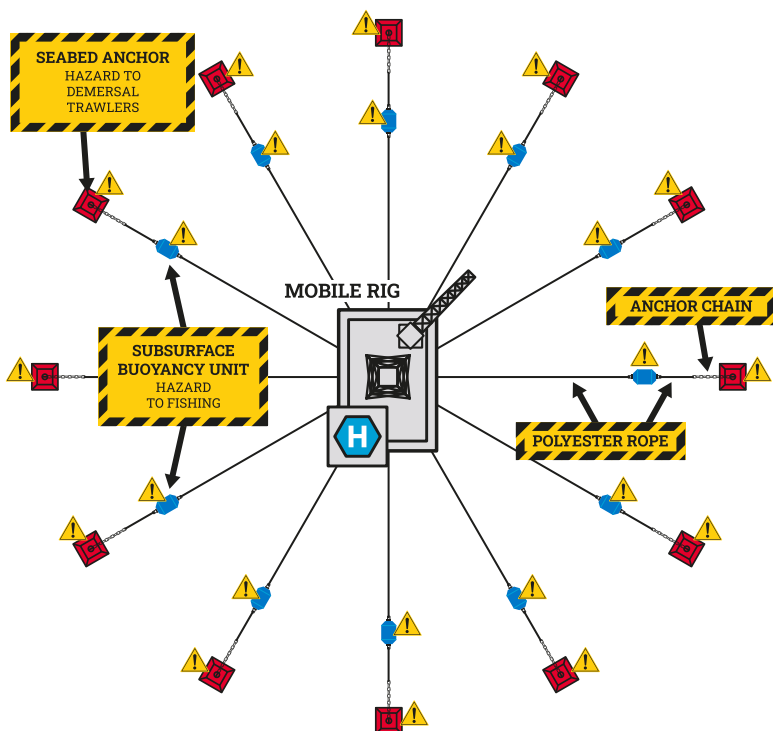 SEABED ANCHOR
HAZARD TO
DEMERSAL
TRAWLERS
MOBILE RIG
ANCHOR CHAIN
SUBSURFACE
BUOYANCY UNIT
HAZARD
TO FISHING
POLYESTER ROPE
H